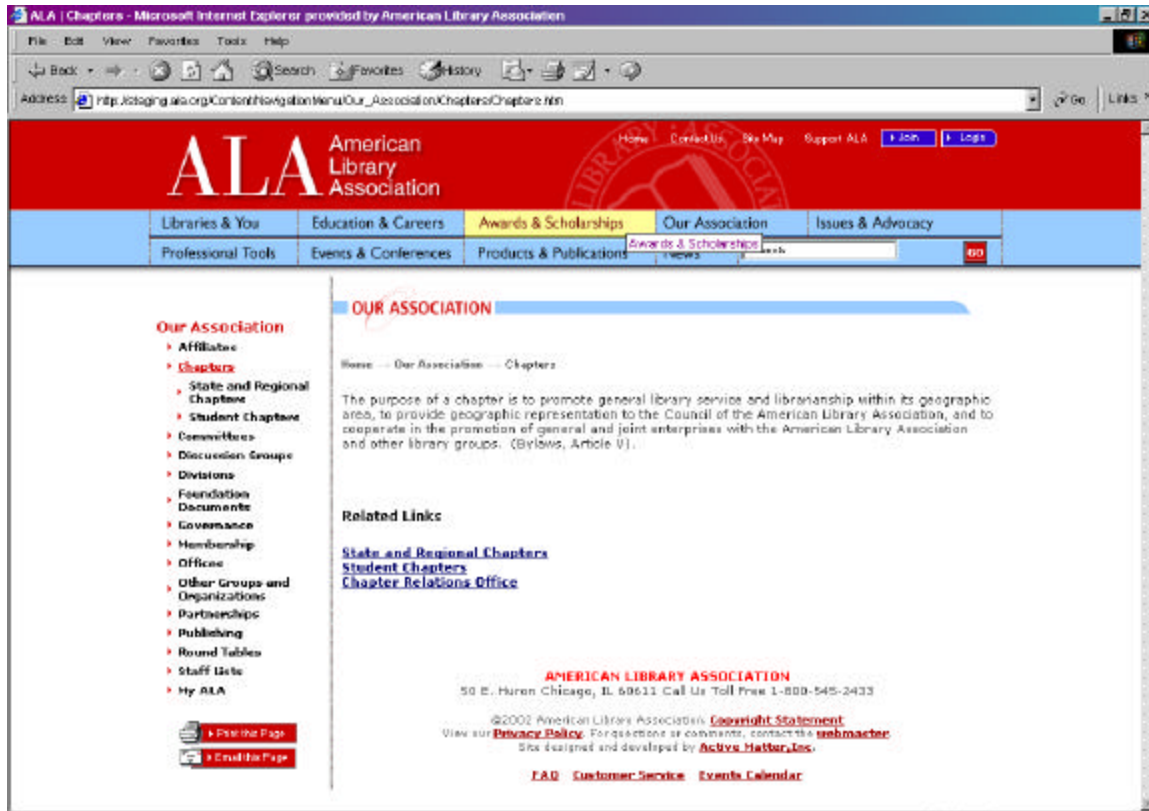 ALA | Chapters - Microsoft Internet Explorer provided by American Library Association
File Edit View Favorites Tools Help
Back Search Favorites History
Address http://staging.ala.org/Content/NavigationMenu/Our_Association/Chapters/Chapters.htm Go Links
ALA American Library Association
Home Contact Us Site Map Support ALA Join Login
Libraries & You Education & Careers Awards & Scholarships Our Association Issues & Advocacy
Professional Tools Events & Conferences Products & Publications News GO
Awards & Scholarships
OUR ASSOCIATION
Our Association
Affiliates
Chapters
State and Regional
Chapters
Student Chapters
Committees
Discussion Groups
Divisions
Foundation
Documents
Governance
Membership
Offices
Other Groups and
Organizations
Partnerships
Publishing
Round Tables
Staff Lists
My ALA
Print this Page
Email this Page
Home — Our Association — Chapters
The purpose of a chapter is to promote general library service and librarianship within its geographic
area, to provide geographic representation to the Council of the American Library Association, and to
cooperate in the promotion of general and joint enterprises with the American Library Association
and other library groups. (Bylaws, Article V).
Related Links
State and Regional Chapters
Student Chapters
Chapter Relations Office
AMERICAN LIBRARY ASSOCIATION
50 E. Huron Chicago, IL 60611 Call Us Toll Free 1-800-545-2433
©2002 American Library Association. Copyright Statement
View our Privacy Policy. For questions or comments, contact the webmaster.
Site designed and developed by Active Matter,Inc.
FAQ Customer Service Events Calendar